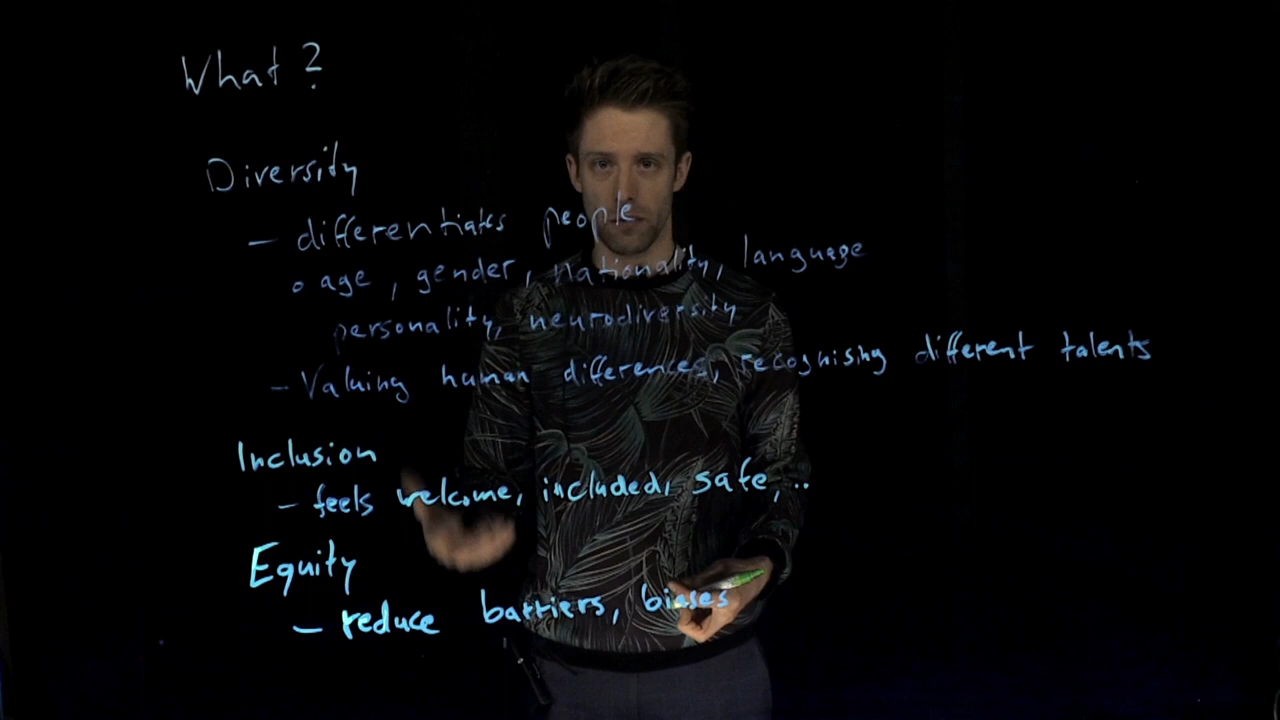 What?
Diversity
- differentiates people
o age, gender, nationality, language
personality, neurodiversity
- Valuing human differences, recognising different talents
Inclusion
- feels welcome, included, safe, ..
Equity
- reduce barriers, biases